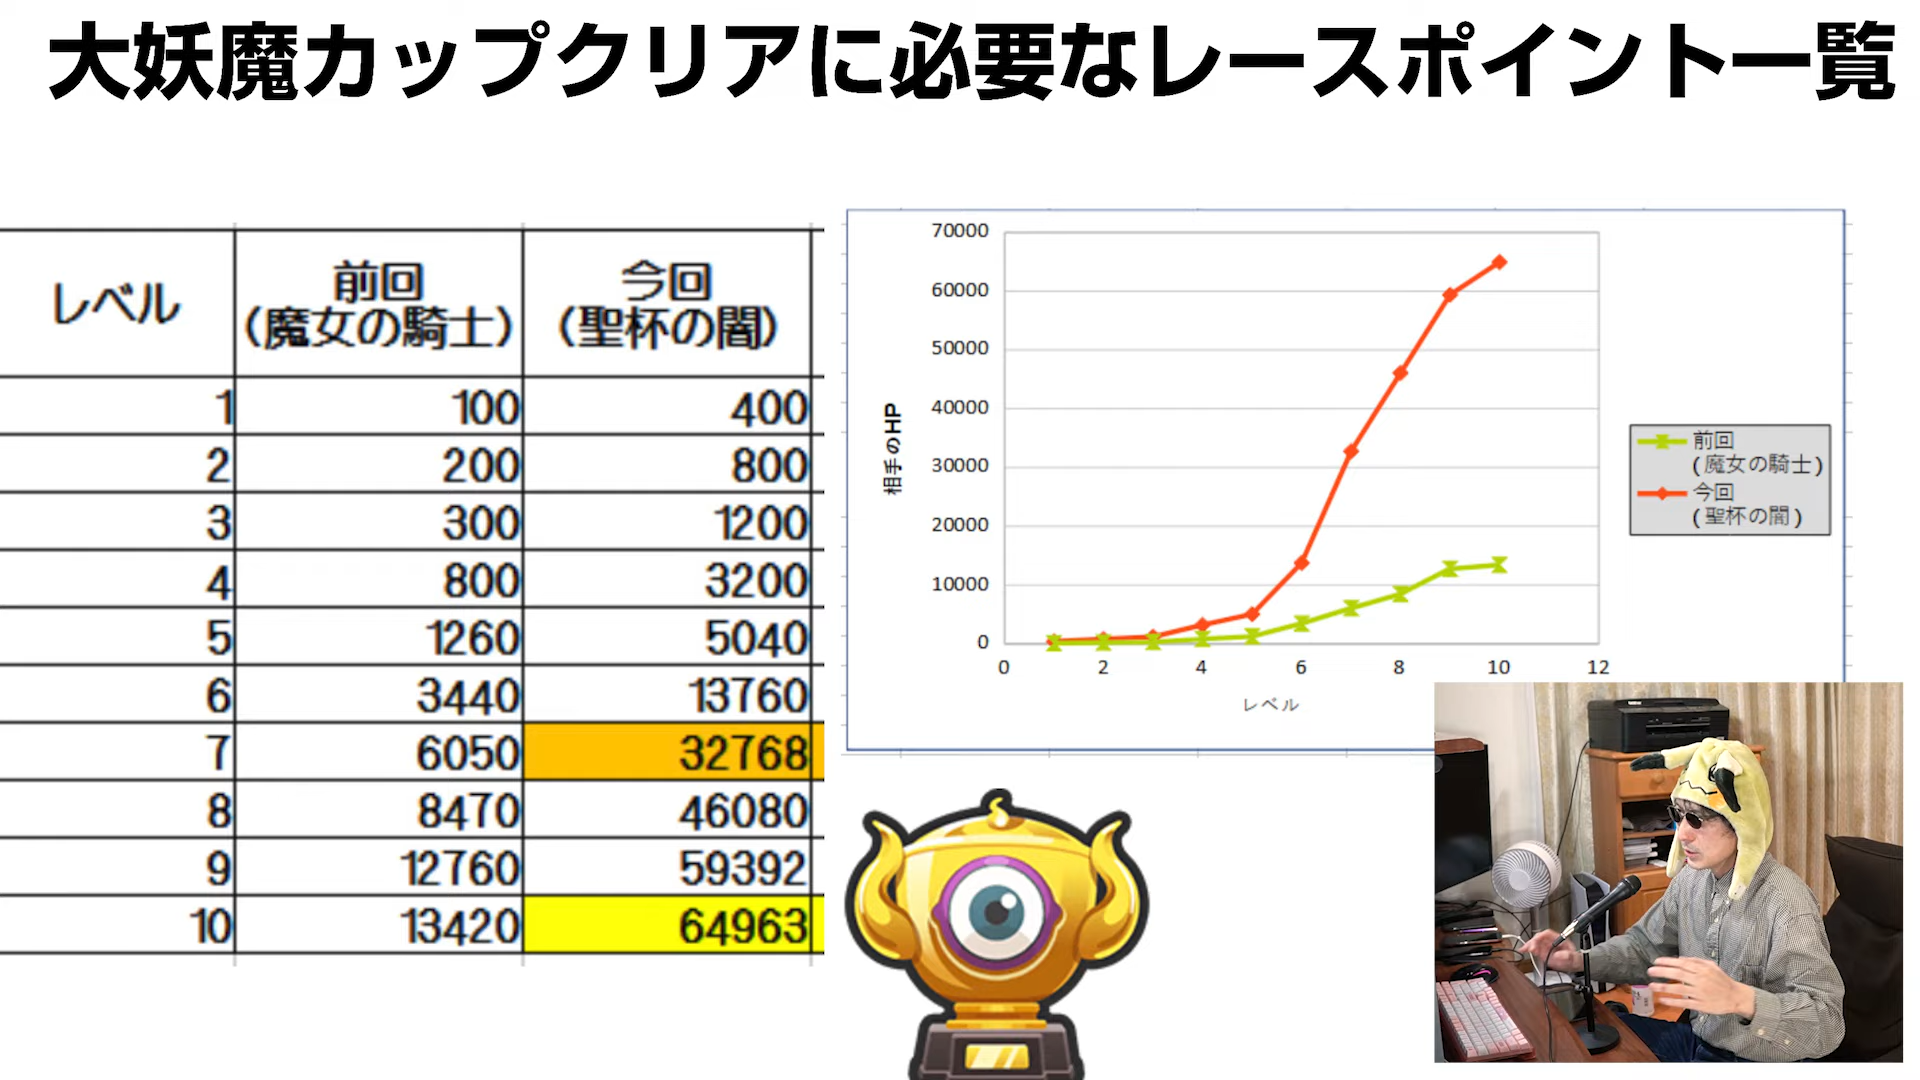 大妖魔カップクリアに必要なレースポイント一覧
レベル 前回 今回
(魔女の騎士) (聖杯の闇)
1 100 400
2 200 800
3 300 1200
4 800 3200
5 1260 5040
6 3440 13760
7 6050 32768
8 8470 46080
9 12760 59392
10 13420 64963
相手のHP
70000
60000
50000
40000
30000
20000
10000
0
0 2 4 6 8 10 12
レベル
前回
(魔女の騎士)
今回
(聖杯の闇)